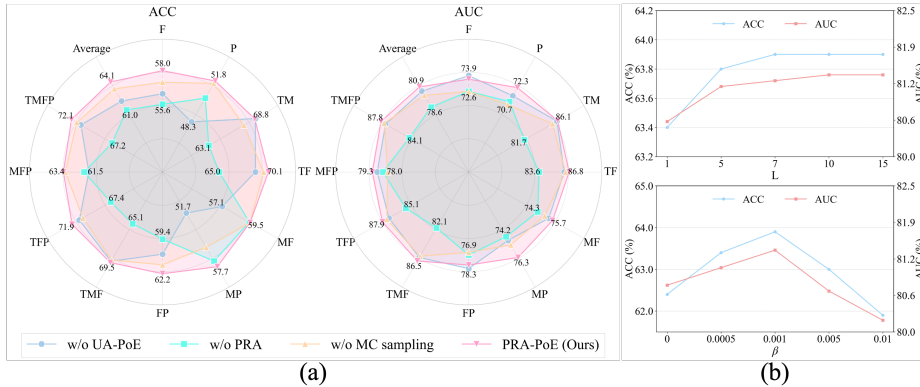 ACC
F
P
TM
TF
MF
MP
FP
TMF
TFP
MFP
TMFP
Average
58.0
51.8
68.8
70.1
59.5
57.7
62.2
69.5
71.9
63.4
72.1
64.1
55.6
48.3
63.1
65.0
57.1
51.7
59.4
65.1
67.4
61.5
67.2
61.0
AUC
F
P
TM
TF
MF
MP
FP
TMF
TFP
MFP
TMFP
Average
73.9
72.3
86.1
86.8
75.7
76.3
78.3
86.5
87.9
79.3
87.8
80.9
72.6
70.7
81.7
83.6
74.3
74.2
76.9
82.1
85.1
78.0
84.1
78.6
w/o UA-PoE
w/o PRA
w/o MC sampling
PRA-PoE (Ours)
(a)
ACC
AUC
64.2
64.0
63.8
63.6
63.4
63.2
ACC (%)
82.5
81.9
81.2
80.6
80.0
AUC (%)
1 5 7 10 15
L
ACC
AUC
65.0
64.0
63.0
62.0
ACC (%)
82.5
81.9
81.2
80.6
80.0
AUC (%)
0 0.0005 0.001 0.005 0.01
β
(b)